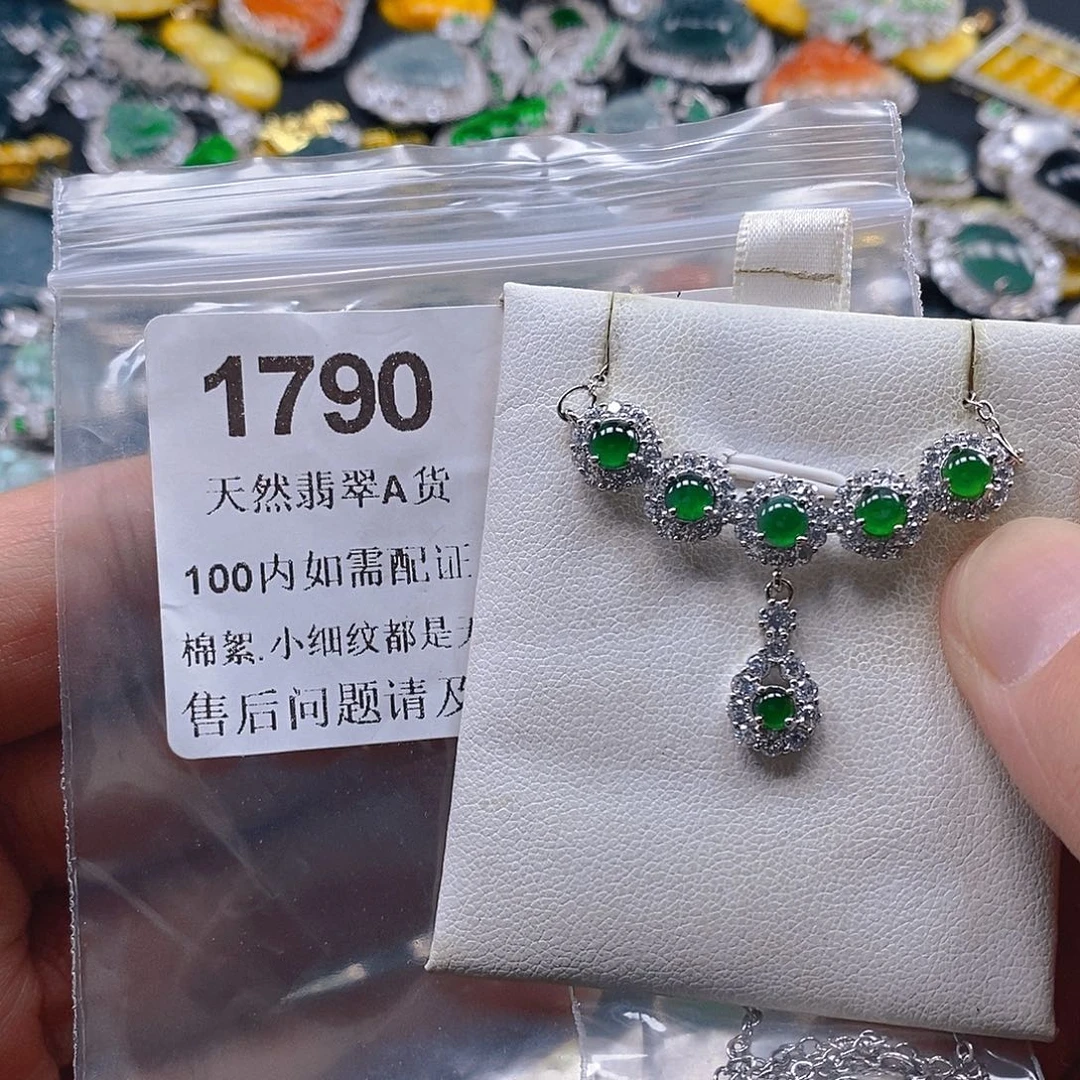 1790
天然翡翠A货
100内如需配证
棉絮.小细纹都是
售后问题请及